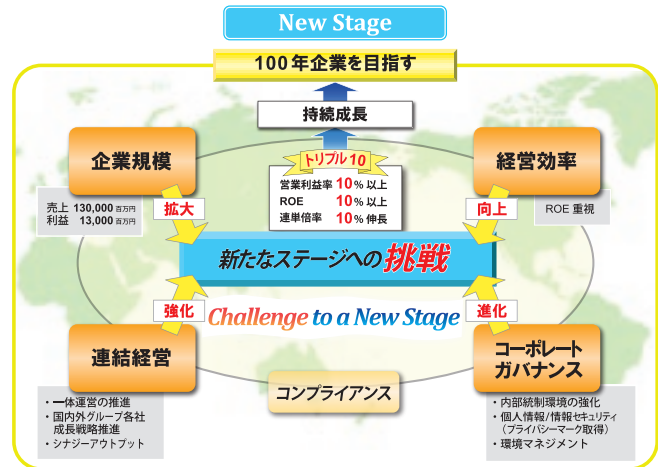 New Stage
100年企業を目指す
持続成長
トリプル10
営業利益率 10%以上
ROE 10%以上
連単倍率 10%伸長
企業規模
売上 130,000 百万円
利益 13,000 百万円
拡大
経営効率
向上
ROE 重視
新たなステージへの挑戦
強化
Challenge to a New Stage
進化
連結経営
・一体運営の推進
・国内外グループ各社
成長戦略推進
・シナジーアウトプット
コンプライアンス
コーポレート
ガバナンス
・内部統制環境の強化
・個人情報/情報セキュリティ
(プライバシーマーク取得)
・環境マネジメント